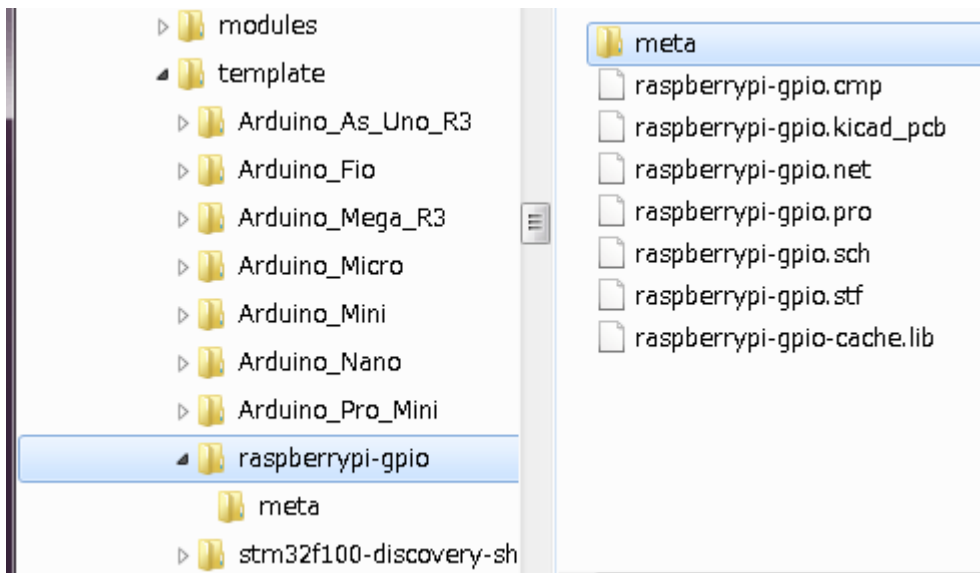 modules
template
Arduino_As_Uno_R3
Arduino_Fio
Arduino_Mega_R3
Arduino_Micro
Arduino_Mini
Arduino_Nano
Arduino_Pro_Mini
raspberrypi-gpio
meta
stm32f100-discovery-sh
meta
raspberrypi-gpio.cmp
raspberrypi-gpio.kicad_pcb
raspberrypi-gpio.net
raspberrypi-gpio.pro
raspberrypi-gpio.sch
raspberrypi-gpio.stf
raspberrypi-gpio-cache.lib